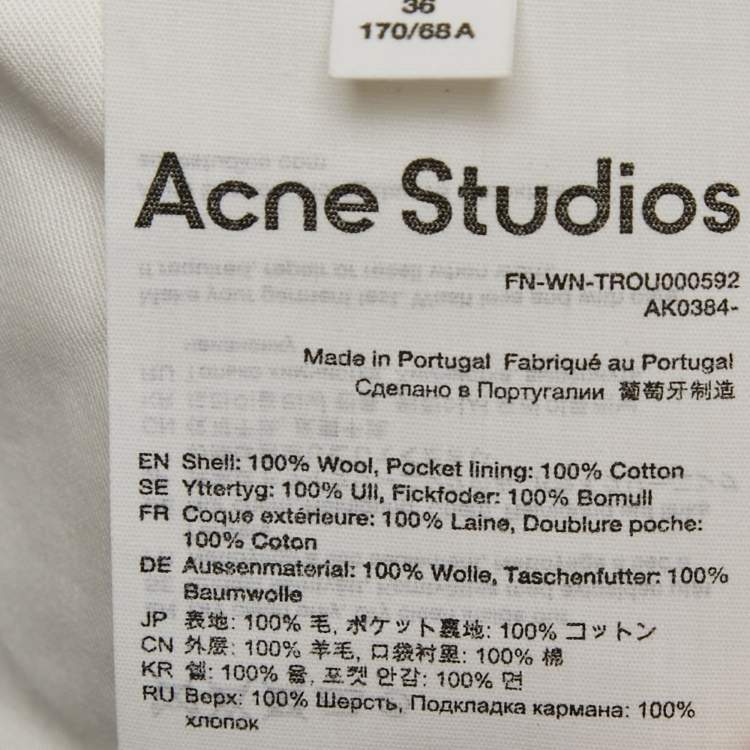 36
170/68A
Acne Studios
FN-WN-TROU000592
AK0384-
Made in Portugal Fabriqué au Portugal
Сделано в Португалии 葡萄牙制造
EN Shell: 100% Wool, Pocket lining: 100% Cotton
SE Yttertyg: 100% Ull, Fickfoder: 100% Bomull
FR Coque extérieure: 100% Laine, Doublure poche:
100% Coton
DE Aussenmaterial: 100% Wolle, Taschenfutter: 100%
Baumwolle
JP 表地: 100% 毛, ポケット裏地: 100% コットン
CN 外层: 100% 羊毛, 口袋衬里: 100% 棉
KR 쉘: 100% 울, 포켓 안감: 100% 면
RU Верх: 100% Шерсть, Подкладка кармана: 100%
хлопок